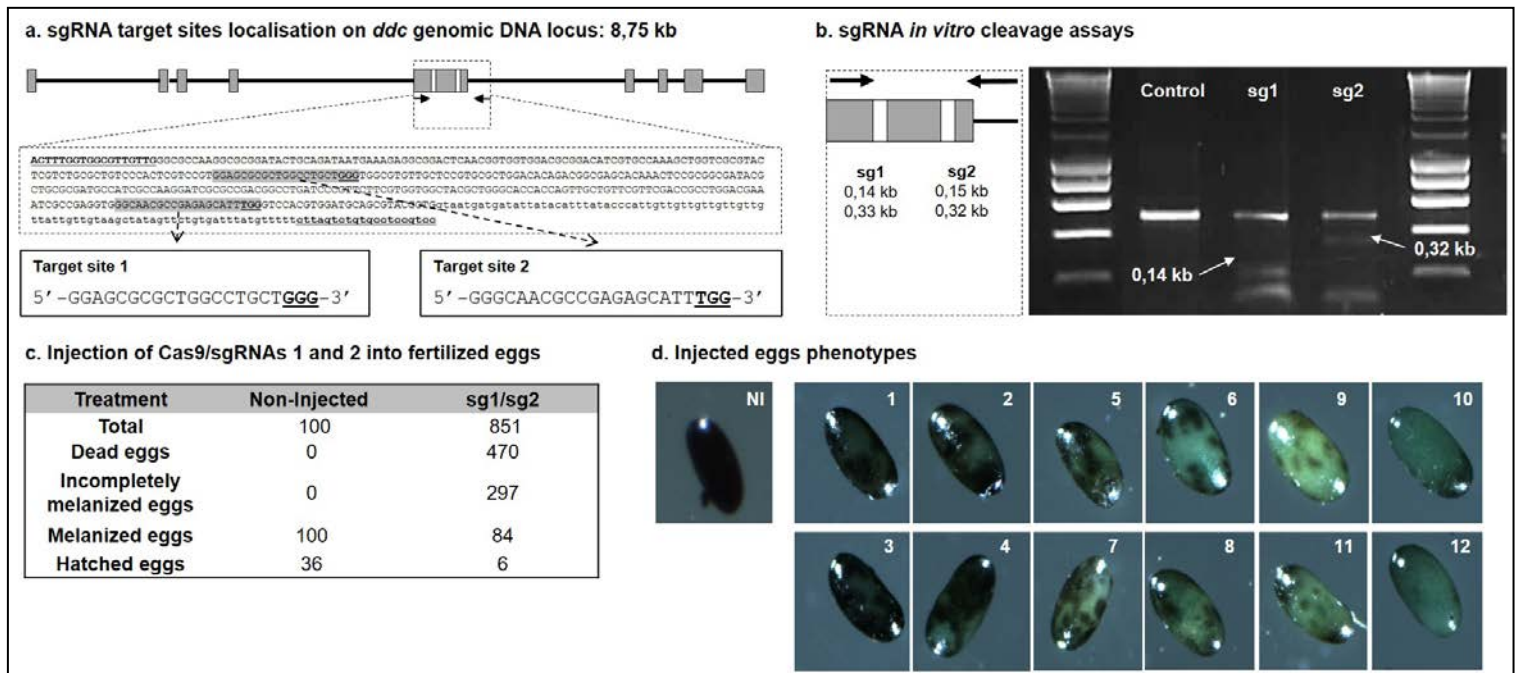 a. sgRNA target sites localisation on ddc genomic DNA locus: 8,75 kb
ACTTTGGTGGCGTTGTTGGGCGCCAAGGCGCGGATACTGCAGATAATGAAAGAGGCGGACTCAACGGTGGTGGACGCGGACATCGTGCCAAAGCTGGTCGCGTAC
TCGTCTGCGCTGTCCCACTCGTCCGTGGAGCGCGCTGGCCTGCTGGGTGGCGTGTTGCTCCGTGCGCTGGACACAGACGGCGAGCACAAACTCCGCGGCGATACG
Target site 1
5’-GGAGCGCGCTGGCCTGCTGGG-3’
Target site 2
5’-GGGCAACGCCGAGAGCATTTGG-3’
b. sgRNA in vitro cleavage assays
sg1 sg2
0,14 kb 0,15 kb
0,33 kb 0,32 kb
Control sg1 sg2
0,32 kb
0,14 kb
c. Injection of Cas9/sgRNAs 1 and 2 into fertilized eggs
Treatment Non-Injected sg1/sg2
Total 100 851
Dead eggs 0 470
Incompletely
melanized eggs 0 297
Melanized eggs 100 84
Hatched eggs 36 6
d. Injected eggs phenotypes
NI 1 2 5 6 9 10
3 4 7 8 11 12